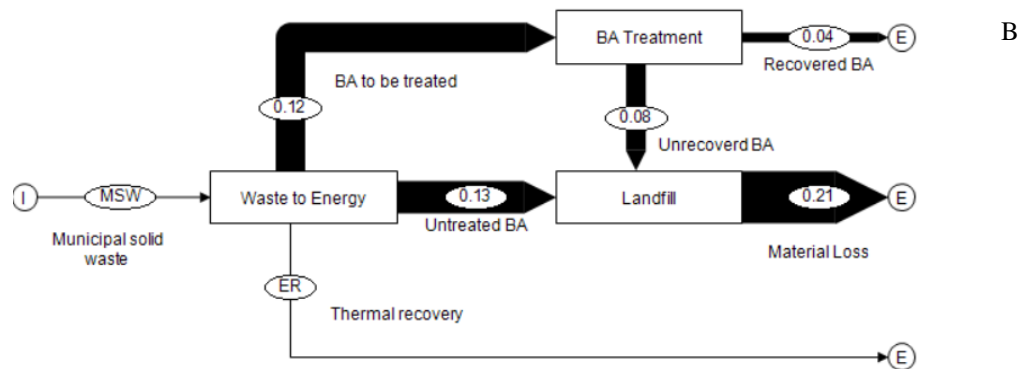 BA Treatment
0.04
E
B
Recovered BA
BA to be treated
0.12
0.08
Unrecoverd BA
I
MSW
Waste to Energy
0.13
Landfill
0.21
E
Untreated BA
Municipal solid
waste
Material Loss
ER
Thermal recovery
E